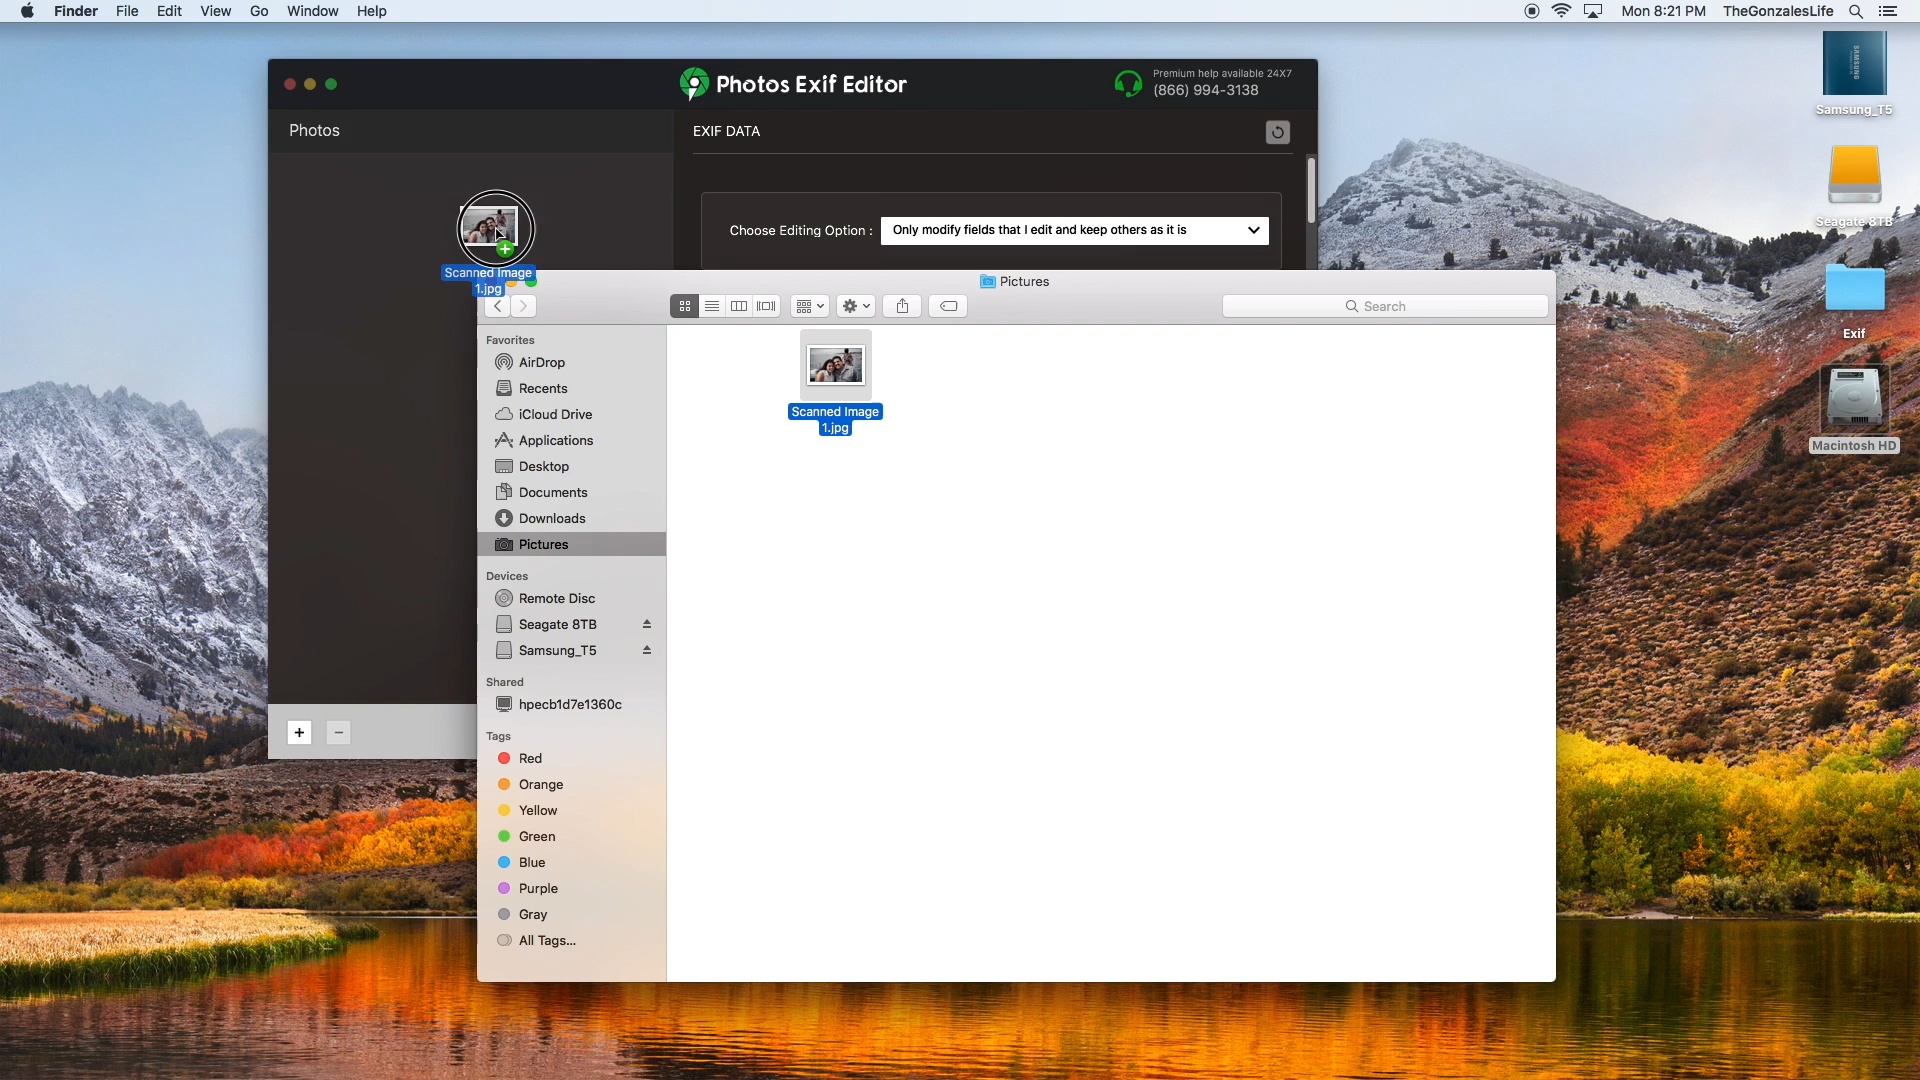 Finder File Edit View Go Window Help
Mon 8:21 PM TheGonzalesLife
Photos Exif Editor
Premium help available 24X7
(866) 994-3138
Photos
EXIF DATA
Choose Editing Option :
Only modify fields that I edit and keep others as it is
Scanned Image
1.jpg
Pictures
Search
Favorites
AirDrop
Recents
iCloud Drive
Applications
Desktop
Documents
Downloads
Pictures
Devices
Remote Disc
Seagate 8TB
Samsung_T5
Shared
hpecb1d7e1360c
Tags
Red
Orange
Yellow
Green
Blue
Purple
Gray
All Tags...
Scanned Image
1.jpg
SAMSUNG
Samsung_T5
Seagate 8TB
Exif
Macintosh HD